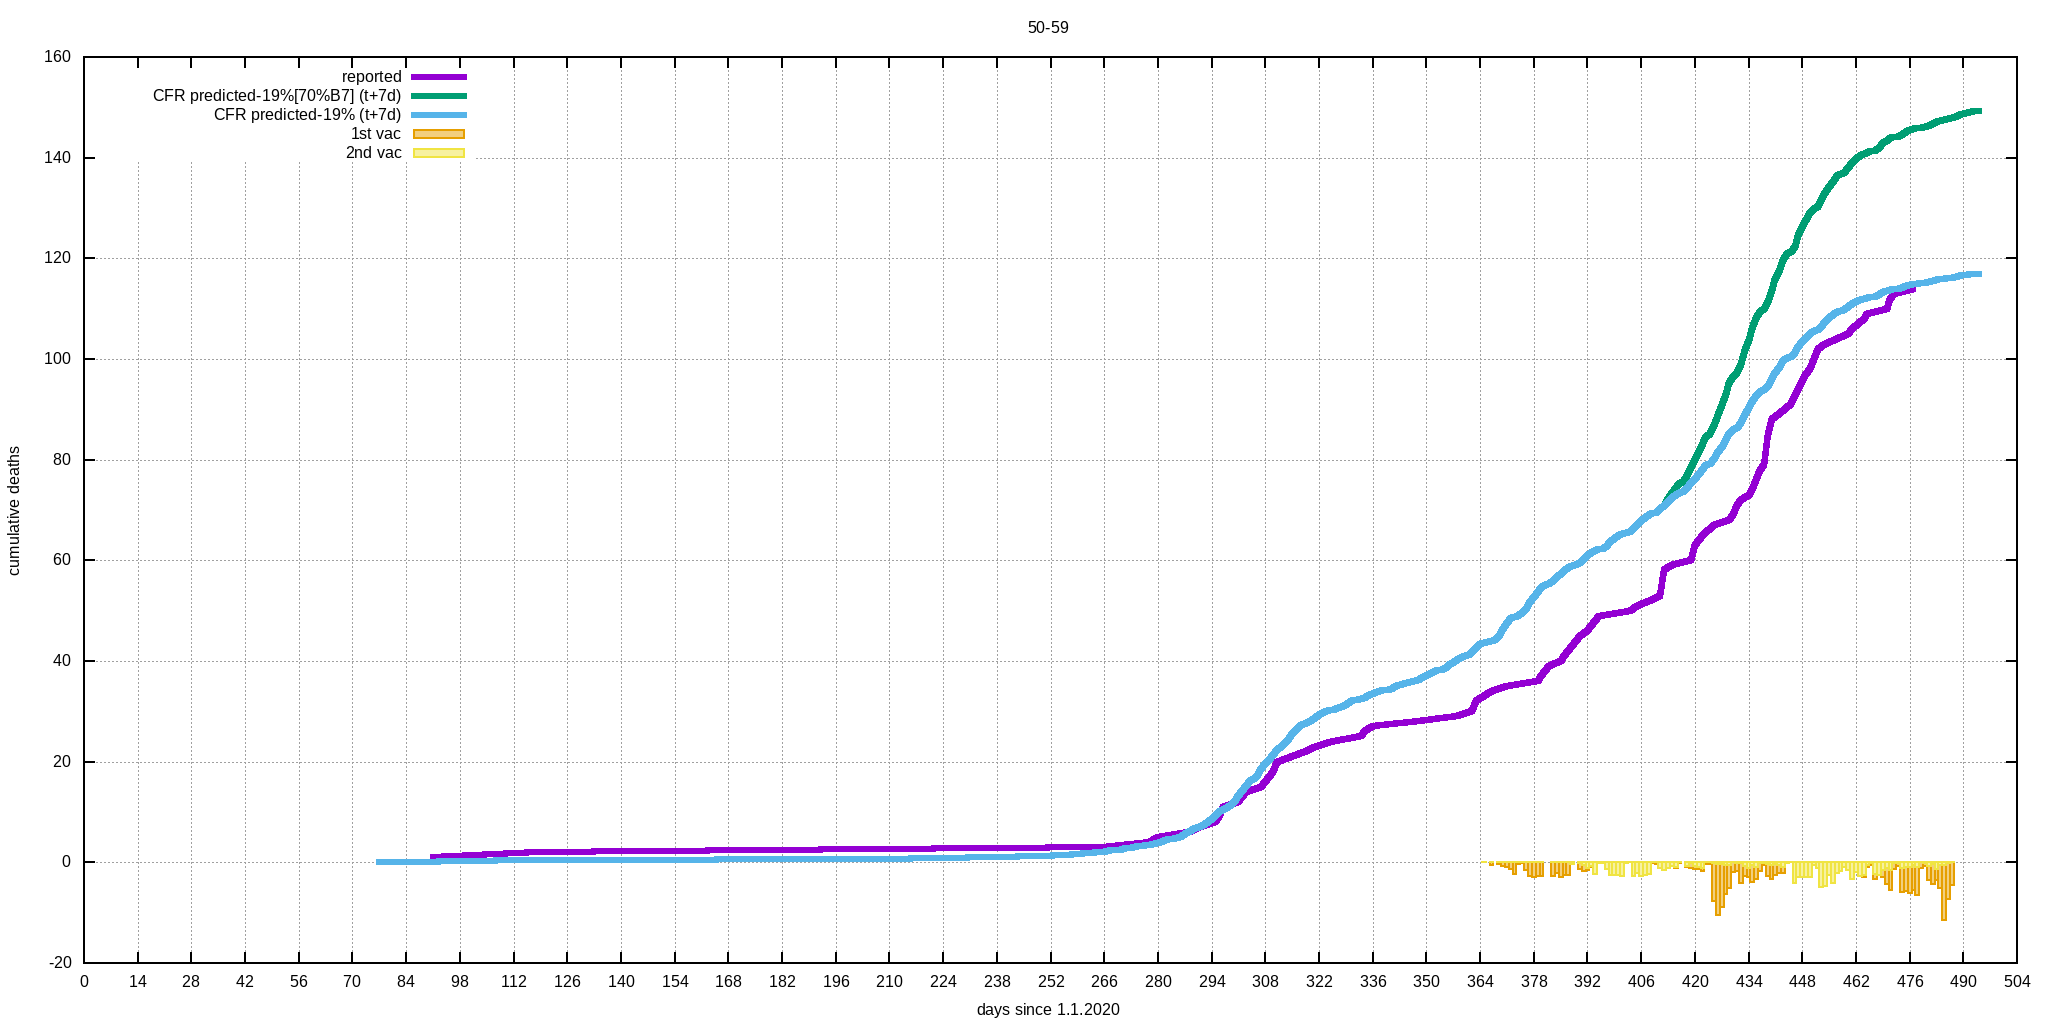 50-59
160
140
120
100
80
60
40
20
0
-20
cumulative deaths
reported
CFR predicted-19%[70%B7] (t+7d)
CFR predicted-19% (t+7d)
1st vac
2nd vac
0 14 28 42 56 70 84 98 112 126 140 154 168 182 196 210 224 238 252 266 280 294 308 322 336 350 364 378 392 406 420 434 448 462 476 490 504
days since 1.1.2020